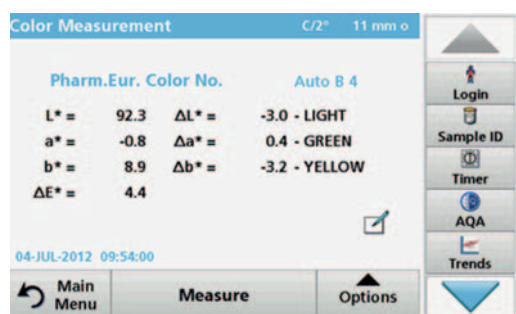 Color Measurement C/2° 11 mm o
Pharm.Eur. Color No. Auto B 4
L* = 92.3 ΔL* = -3.0 - LIGHT
a* = -0.8 Δa* = 0.4 - GREEN
b* = 8.9 Δb* = -3.2 - YELLOW
ΔE* = 4.4
04-JUL-2012 09:54:00
Main Menu
Measure
Options
Login
Sample ID
Timer
AQA
Trends